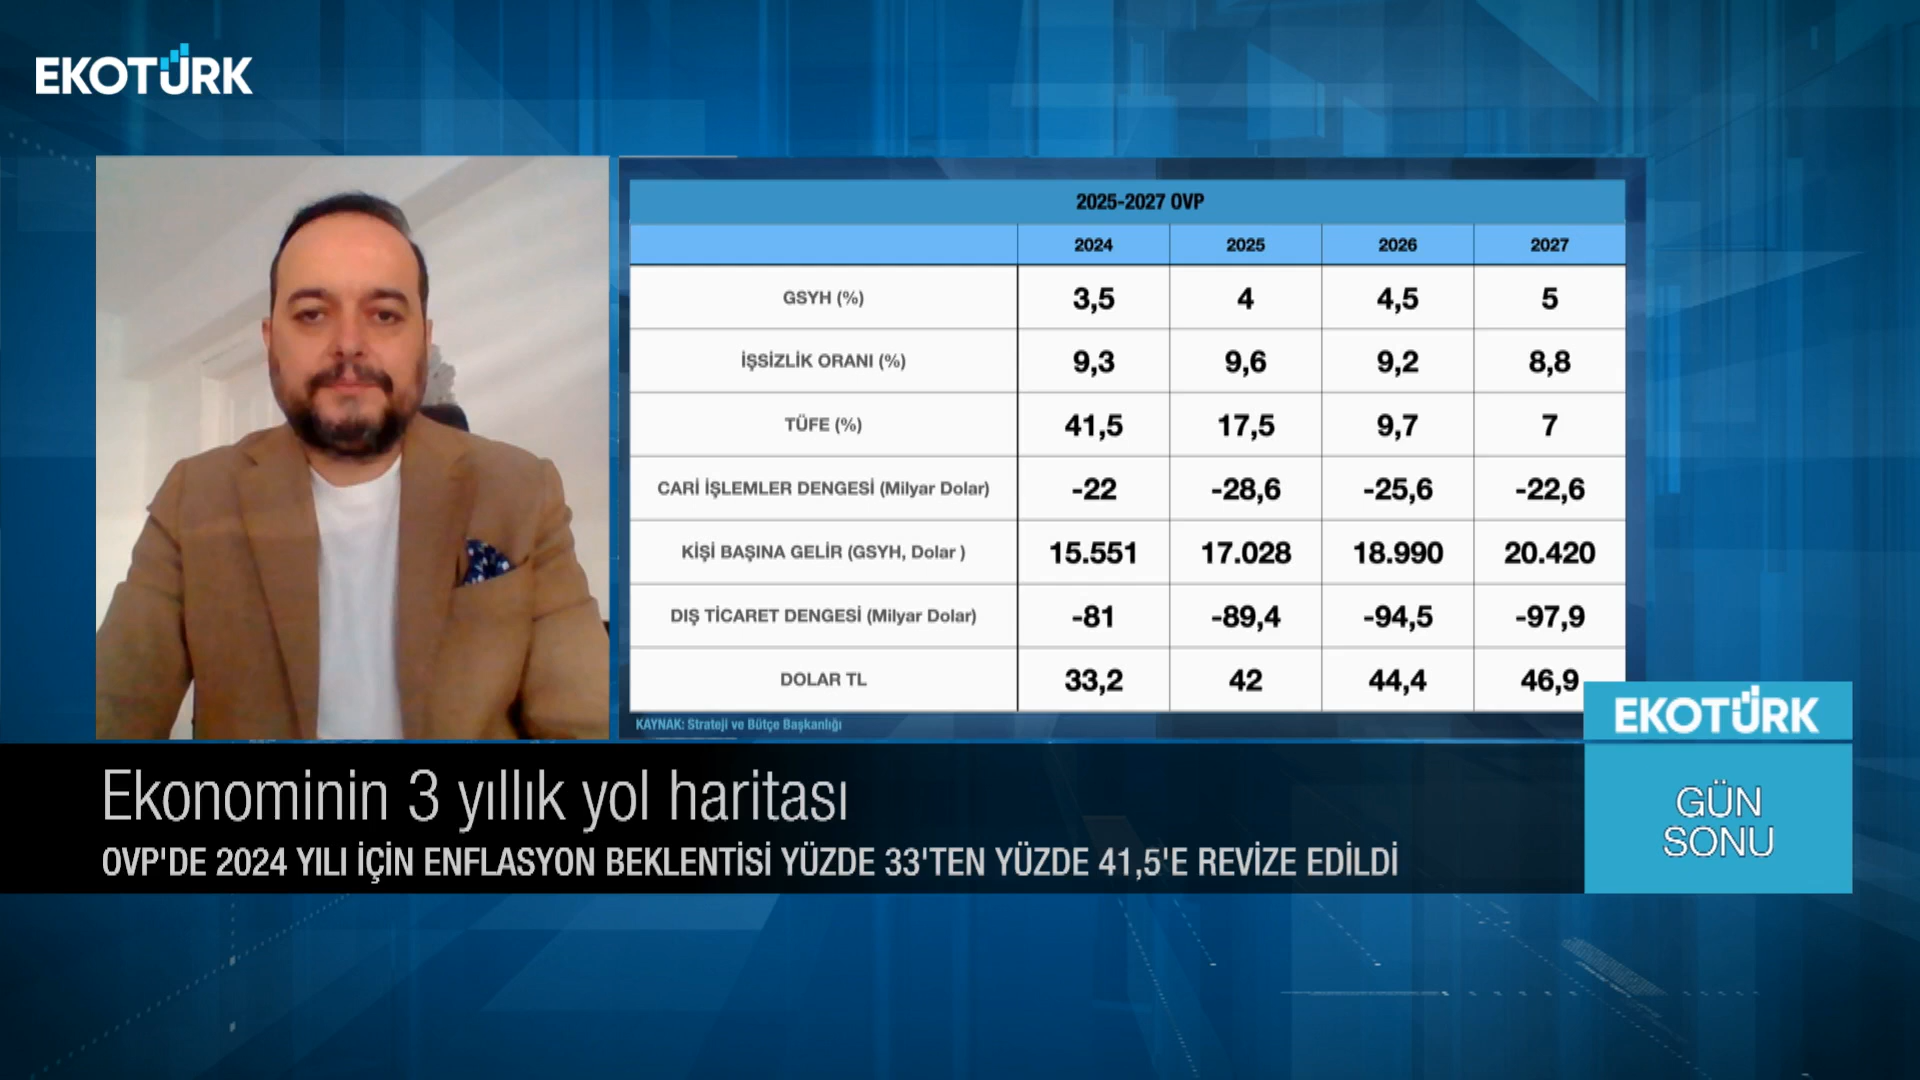 EKOTÜRK
2025-2027 OVP
2024 2025 2026 2027
GSYH (%) 3,5 4 4,5 5
İŞSİZLİK ORANI (%) 9,3 9,6 9,2 8,8
TÜFE (%) 41,5 17,5 9,7 7
CARİ İŞLEMLER DENGESİ (Milyar Dolar) -22 -28,6 -25,6 -22,6
KİŞİ BAŞINA GELİR (GSYH, Dolar ) 15.551 17.028 18.990 20.420
DIŞ TİCARET DENGESİ (Milyar Dolar) -81 -89,4 -94,5 -97,9
DOLAR TL 33,2 42 44,4 46,9
KAYNAK: Strateji ve Bütçe Başkanlığı
EKOTÜRK
Ekonominin 3 yıllık yol haritası
OVP'DE 2024 YILI İÇİN ENFLASYON BEKLENTİSİ YÜZDE 33'TEN YÜZDE 41,5'E REVİZE EDİLDİ
GÜN
SONU